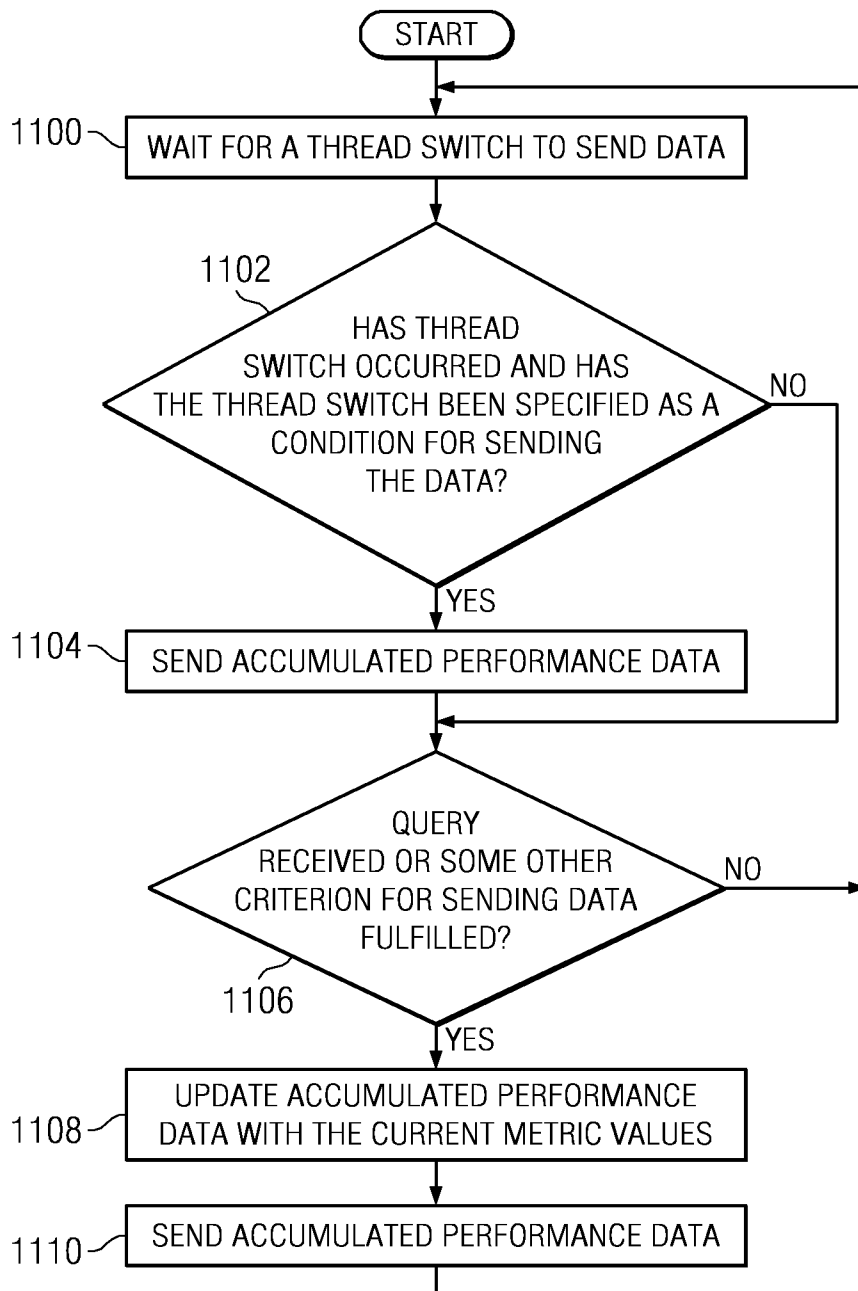 START
1100
WAIT FOR A THREAD SWITCH TO SEND DATA
1102
HAS THREAD
SWITCH OCCURRED AND HAS
THE THREAD SWITCH BEEN SPECIFIED AS A
CONDITION FOR SENDING
THE DATA?
NO
YES
1104
SEND ACCUMULATED PERFORMANCE DATA
QUERY
RECEIVED OR SOME OTHER
CRITERION FOR SENDING DATA
FULFILLED?
NO
1106
YES
1108
UPDATE ACCUMULATED PERFORMANCE
DATA WITH THE CURRENT METRIC VALUES
1110
SEND ACCUMULATED PERFORMANCE DATA